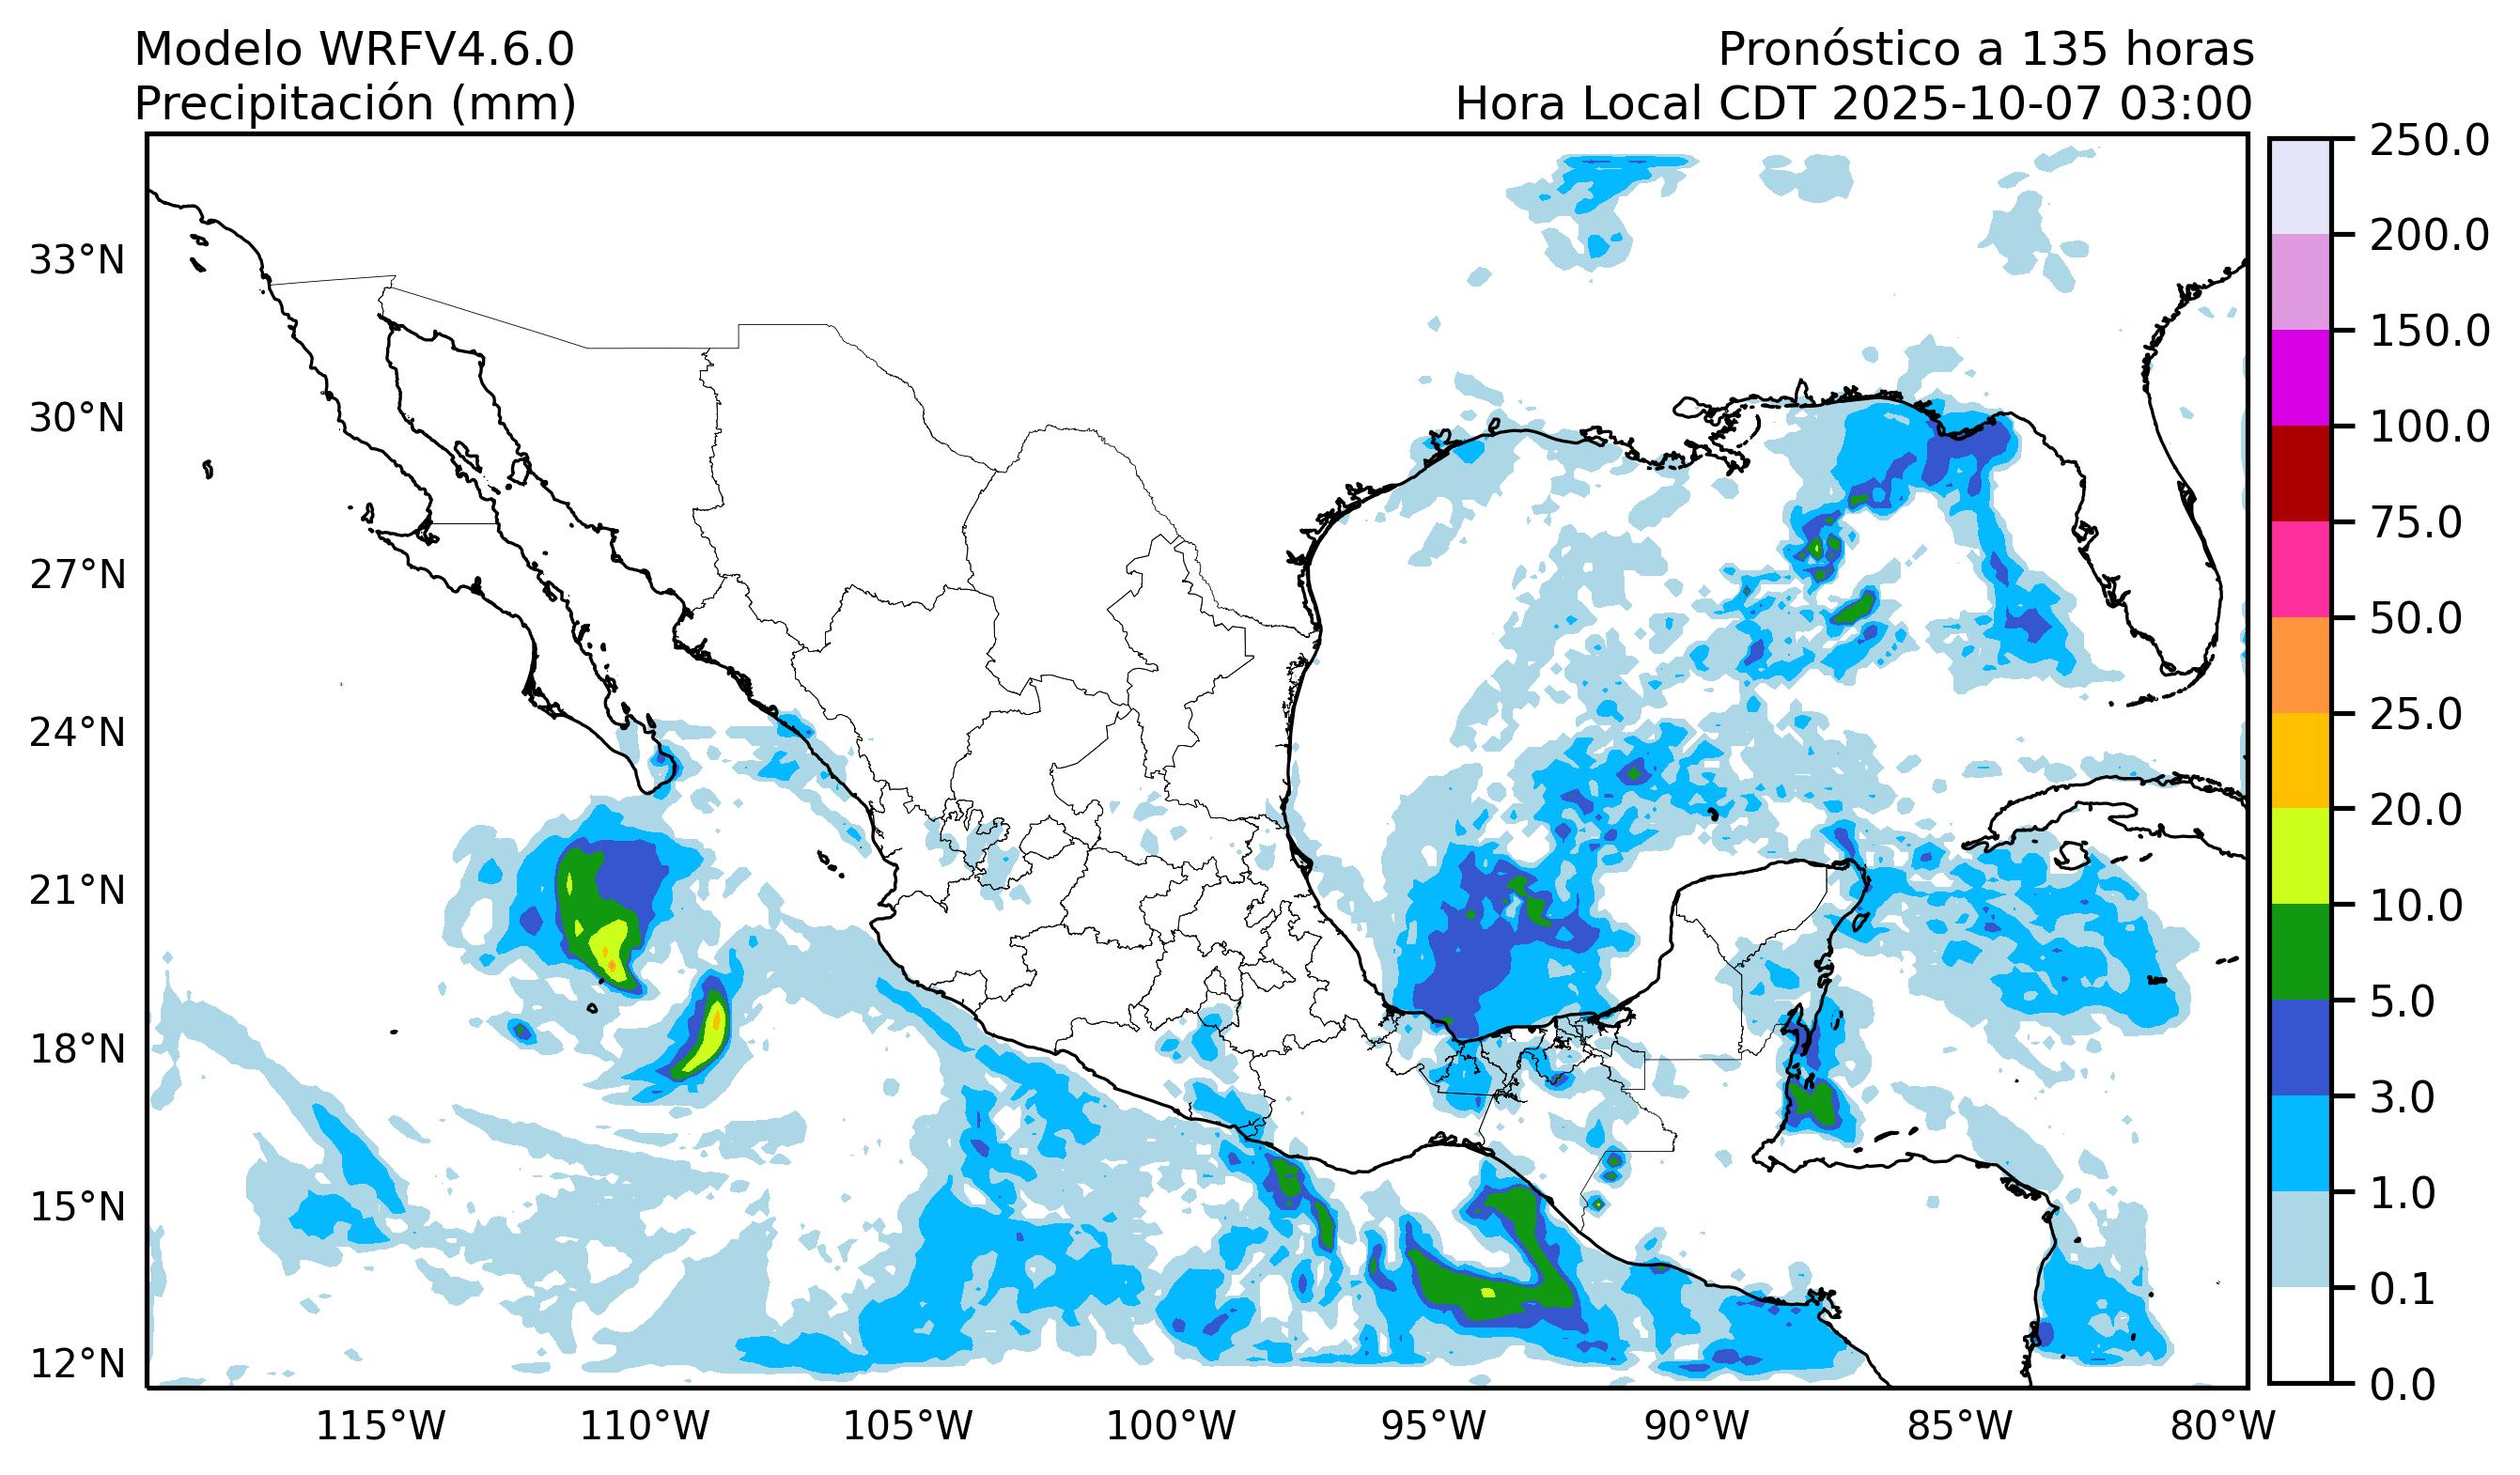 Modelo WRFV4.6.0
Precipitación (mm)
Pronóstico a 135 horas
Hora Local CDT 2025-10-07 03:00
33°N
30°N
27°N
24°N
21°N
18°N
15°N
12°N
115°W
110°W
105°W
100°W
95°W
90°W
85°W
80°W
250.0
200.0
150.0
100.0
75.0
50.0
25.0
20.0
10.0
5.0
3.0
1.0
0.1
0.0